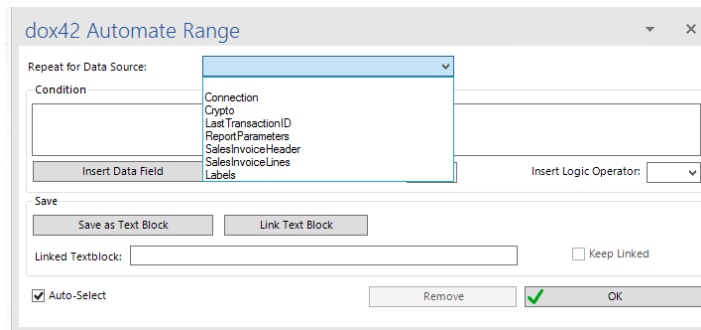 dox42 Automate Range
Repeat for Data Source:
Condition
Connection
Crypto
LastTransactionID
ReportParameters
SalesInvoiceHeader
SalesInvoiceLines
Labels
Insert Data Field
Insert Logic Operator:
Save
Save as Text Block
Link Text Block
Linked Textblock:
Keep Linked
Auto-Select
Remove
OK